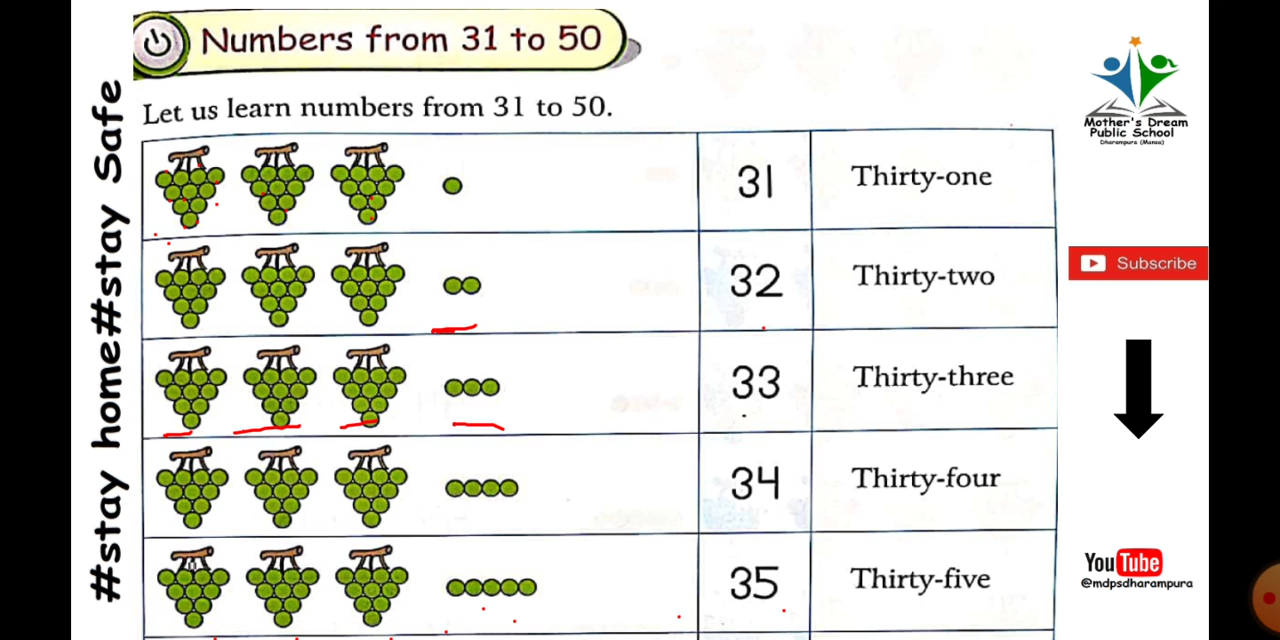 Numbers from 31 to 50
Let us learn numbers from 31 to 50.
31 Thirty-one
32 Thirty-two
33 Thirty-three
34 Thirty-four
35 Thirty-five
#stay home#stay Safe
Mother's Dream
Public School
Dharampura (Mansa)
Subscribe
YouTube
@mdpsdharampura